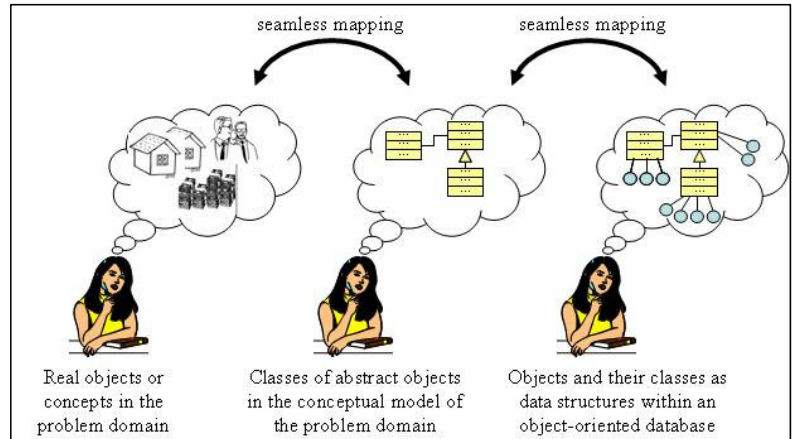 seamless mapping
seamless mapping
Real objects or
concepts in the
problem domain
Classes of abstract objects
in the conceptual model of
the problem domain
Objects and their classes as
data structures within an
object-oriented database